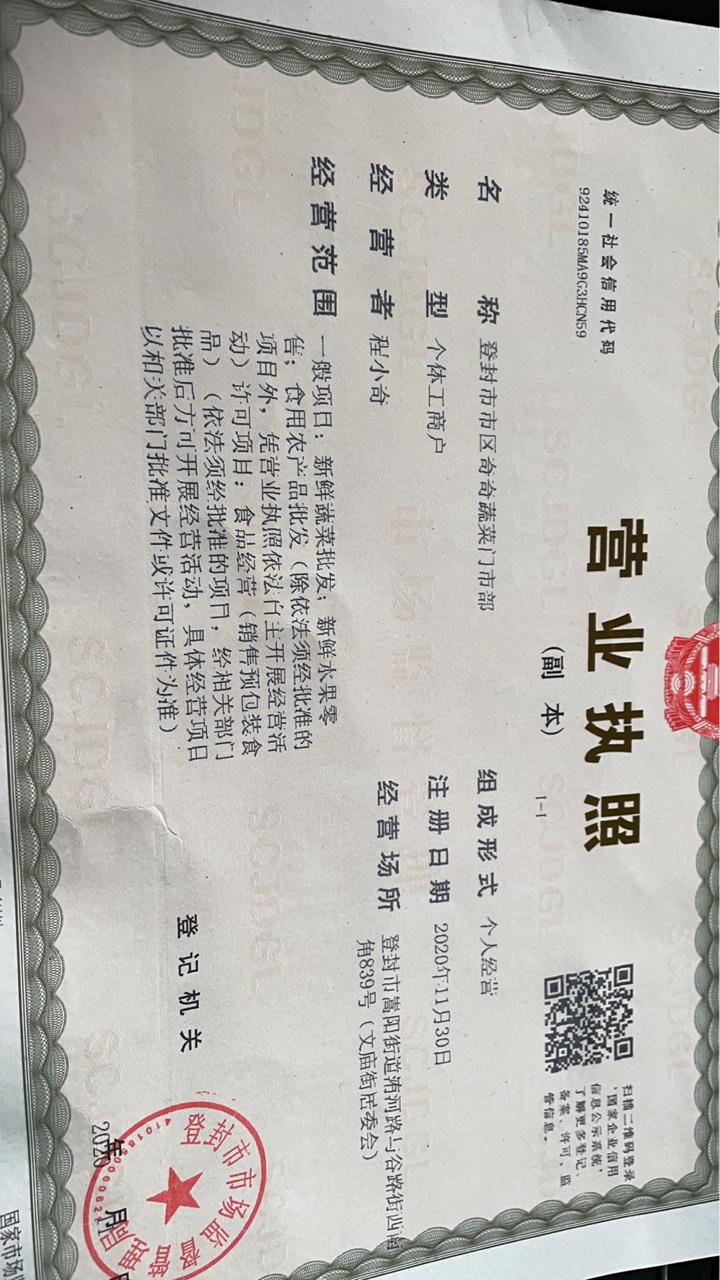 统一社会信用代码
92410185MA9G3HCN59
营业执照
（副 本）
1-1
扫描二维码登录
‘国家企业信用
信息公示系统’
了解更多登记、
备案、许可、监
管信息。
名 称 登封市市区奇奇蔬菜门市部
类 型 个体工商户
经 营 者 程小奇
经营范围 一般项目：新鲜蔬菜批发；新鲜水果零
售；食用农产品批发（除依法须经批准的
项目外，凭营业执照依法自主开展经营活
动）许可项目：食品经营（销售预包装食
品）（依法须经批准的项目，经相关部门
批准后方可开展经营活动，具体经营项目
以相关部门批准文件或许可证件为准）
组成形式 个人经营
注册日期 2020年11月30日
经营场所 登封市嵩阳街道洧河路与谷路街西南
角839号（文庙街居委会）
登记机关
登封市市场监督管理局
2020年 月
国家市场